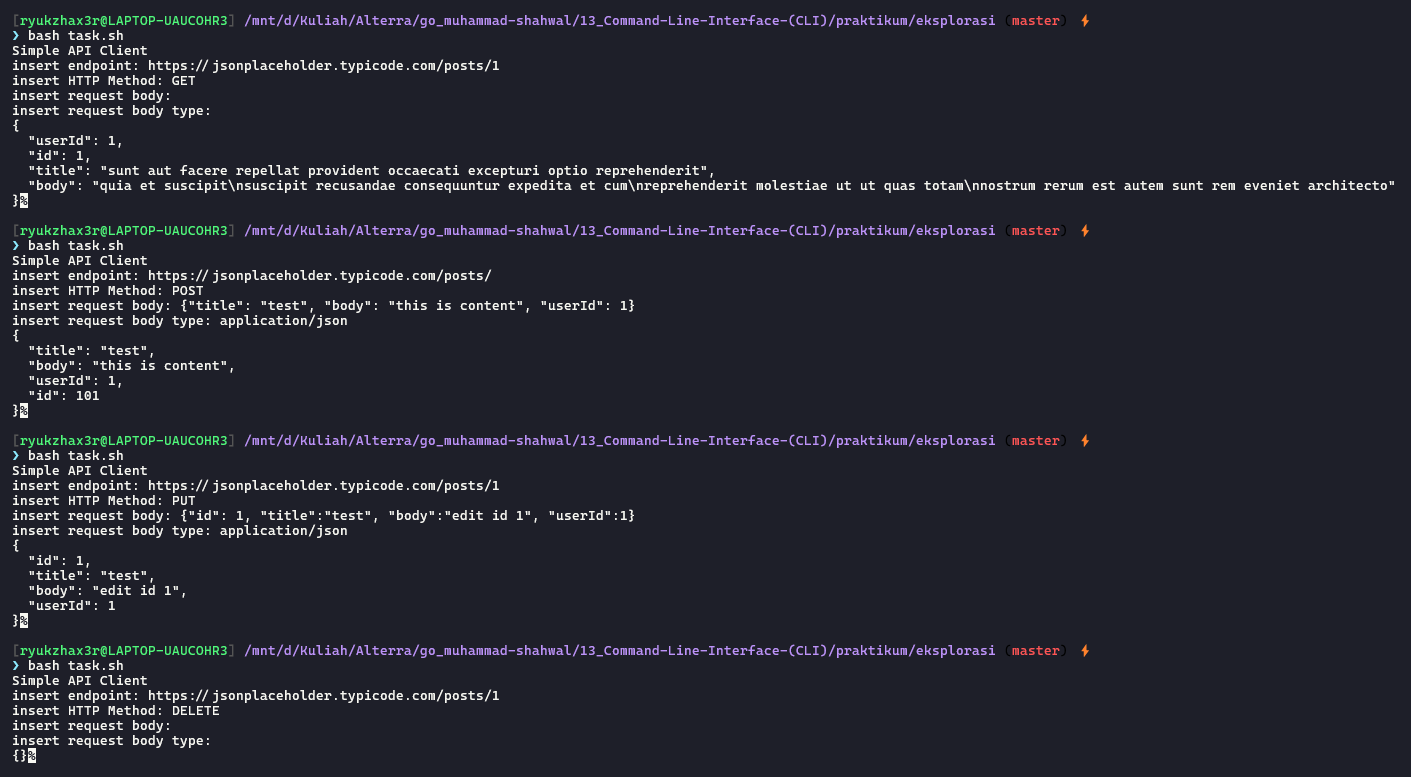 [ryukzhax3r@LAPTOP-UAUCOHR3] /mnt/d/Kuliah/Alterra/go_muhammad-shahwal/13_Command-Line-Interface-(CLI)/praktikum/eksplorasi (master) ⚡
❯ bash task.sh
Simple API Client
insert endpoint: https://jsonplaceholder.typicode.com/posts/1
insert HTTP Method: GET
insert request body:
insert request body type:
{
  "userId": 1,
  "id": 1,
  "title": "sunt aut facere repellat provident occaecati excepturi optio reprehenderit",
  "body": "quia et suscipit\nsuscipit recusandae consequuntur expedita et cum\nreprehenderit molestiae ut ut quas totam\nnostrum rerum est autem sunt rem eveniet architecto"
}%
[ryukzhax3r@LAPTOP-UAUCOHR3] /mnt/d/Kuliah/Alterra/go_muhammad-shahwal/13_Command-Line-Interface-(CLI)/praktikum/eksplorasi (master) ⚡
❯ bash task.sh
Simple API Client
insert endpoint: https://jsonplaceholder.typicode.com/posts/
insert HTTP Method: POST
insert request body: {"title": "test", "body": "this is content", "userId": 1}
insert request body type: application/json
{
  "title": "test",
  "body": "this is content",
  "userId": 1,
  "id": 101
}%
[ryukzhax3r@LAPTOP-UAUCOHR3] /mnt/d/Kuliah/Alterra/go_muhammad-shahwal/13_Command-Line-Interface-(CLI)/praktikum/eksplorasi (master) ⚡
❯ bash task.sh
Simple API Client
insert endpoint: https://jsonplaceholder.typicode.com/posts/1
insert HTTP Method: PUT
insert request body: {"id": 1, "title":"test", "body":"edit id 1", "userId":1}
insert request body type: application/json
{
  "id": 1,
  "title": "test",
  "body": "edit id 1",
  "userId": 1
}%
[ryukzhax3r@LAPTOP-UAUCOHR3] /mnt/d/Kuliah/Alterra/go_muhammad-shahwal/13_Command-Line-Interface-(CLI)/praktikum/eksplorasi (master) ⚡
❯ bash task.sh
Simple API Client
insert endpoint: https://jsonplaceholder.typicode.com/posts/1
insert HTTP Method: DELETE
insert request body:
insert request body type:
{}%